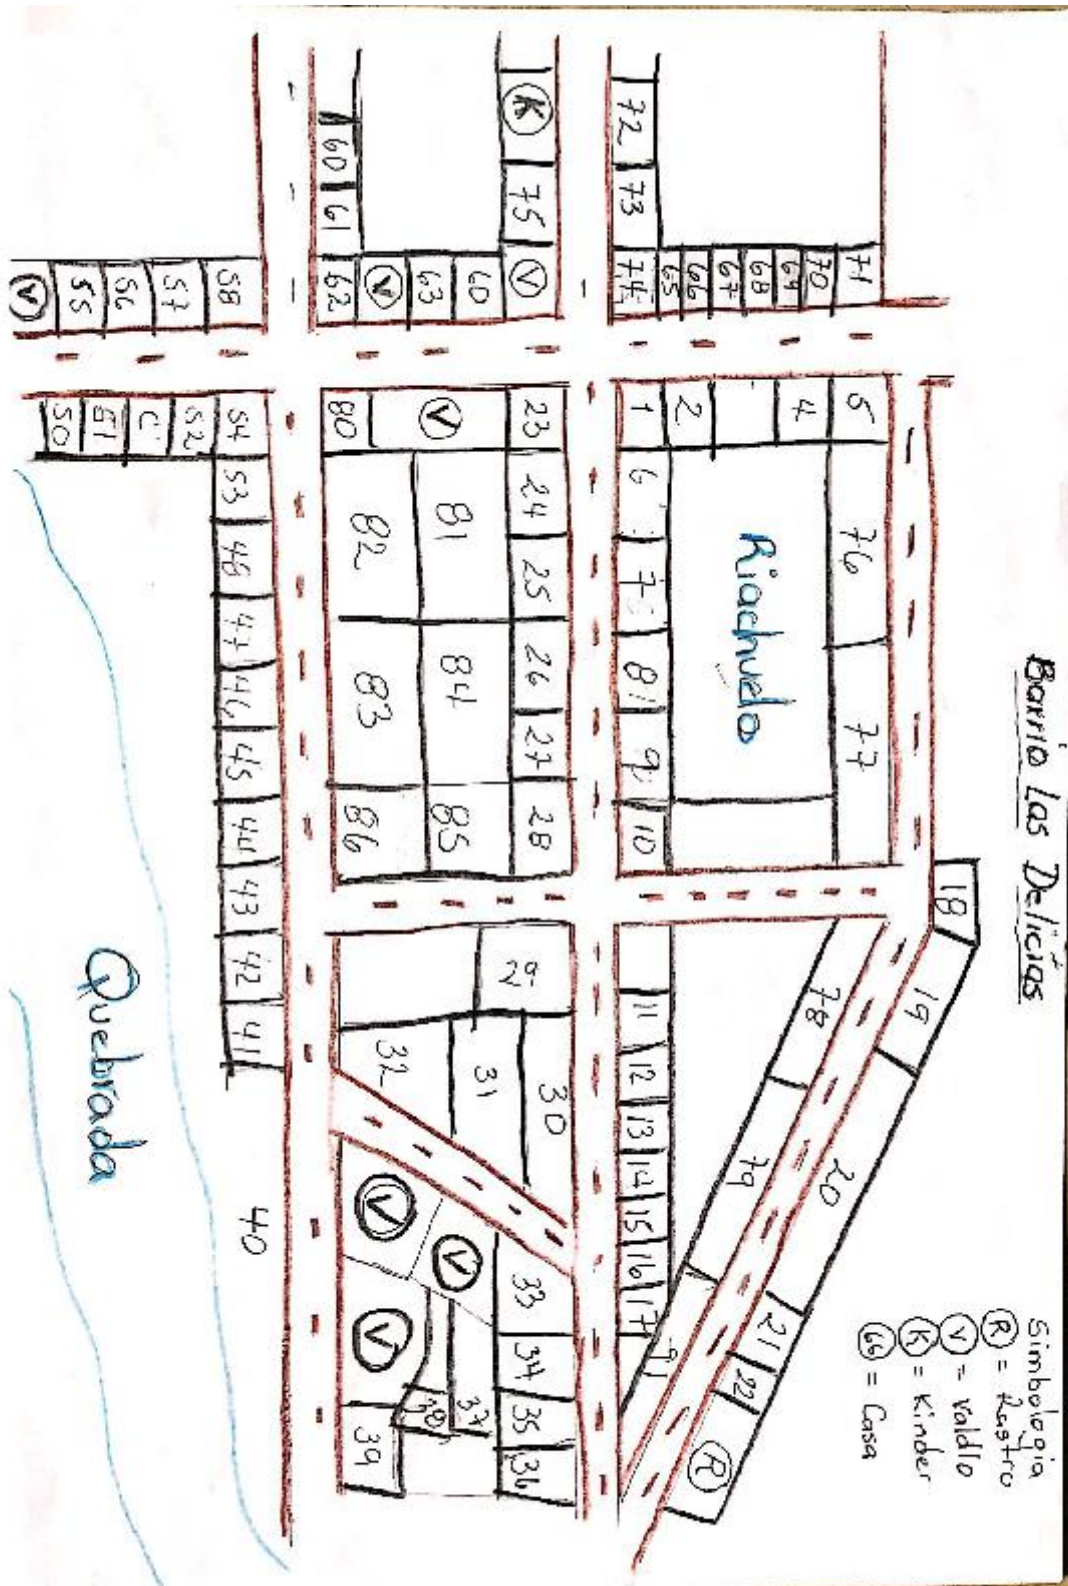 Barrio Las Delicias
Simbologia
R = Rastro
V = Valdlo
K = Kinder
66 = Casa
18 19 20 21 22 R
71 5 76 77 78 79 91
70 4
69
68
67
66 2
65
72 73 74 1 6 7 81 9 10 11 12 13 14 15 16 17
Riachuelo
K 75 V 23 24 25 26 27 28 29 30 33 34 35 36
60 V 81 84 85 31 V 37
63 38
V
60 61 62 80 82 83 86 32 V V 39
58 54 53 48 47 46 45 44 43 42 41 40
57 52
56 C
55 51
V 50
Quebrada